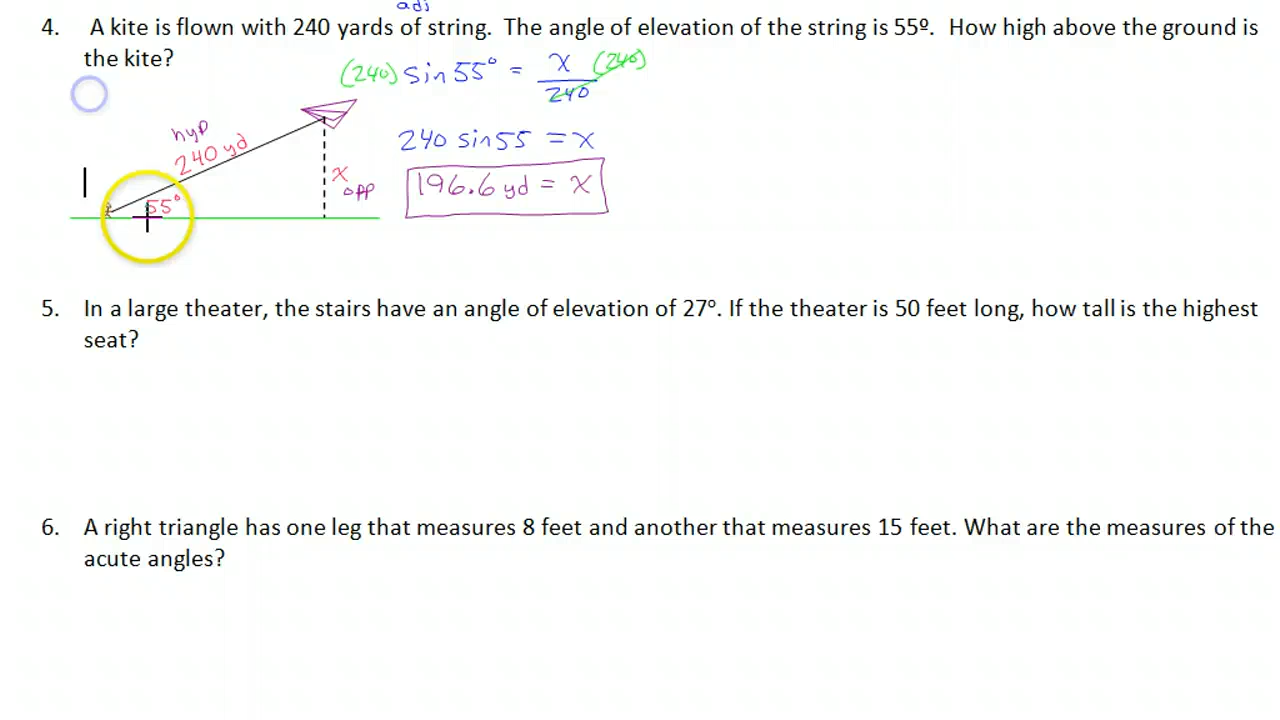 adj
4. A kite is flown with 240 yards of string. The angle of elevation of the string is 55º. How high above the ground is
the kite?
(240) sin 55° = x/240 (240)
hyp
240 yd
240 sin 55 = x
x
opp
196.6 yd = x
55°
5. In a large theater, the stairs have an angle of elevation of 27°. If the theater is 50 feet long, how tall is the highest
seat?
6. A right triangle has one leg that measures 8 feet and another that measures 15 feet. What are the measures of the
acute angles?